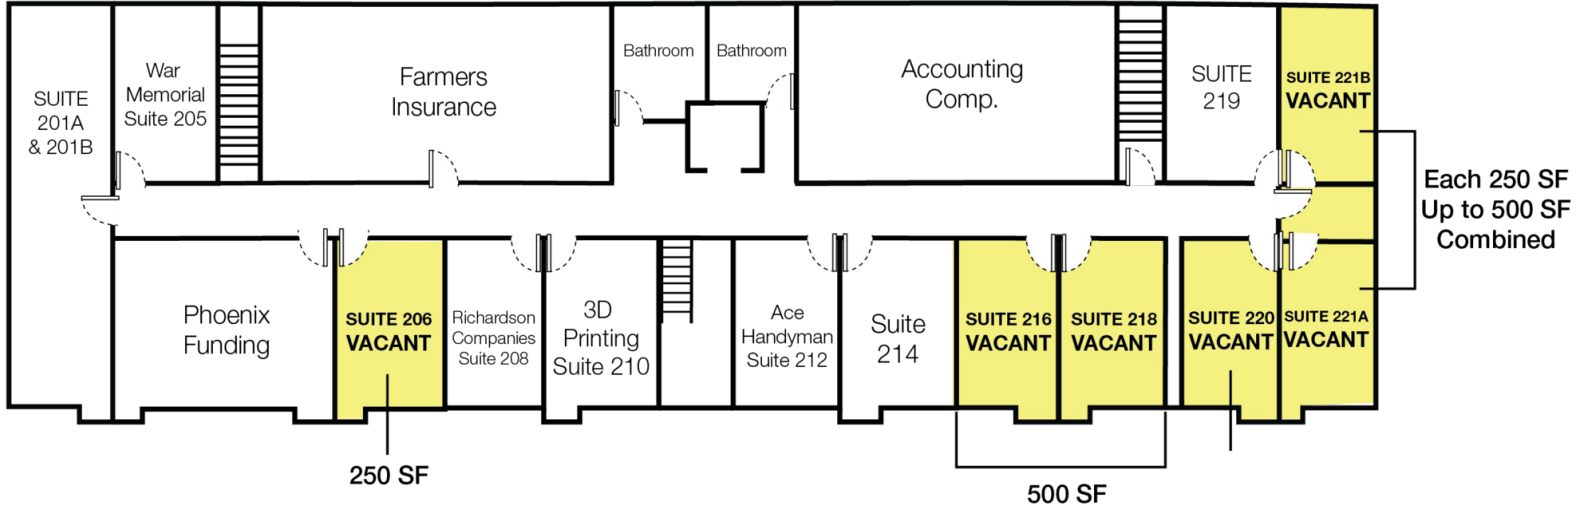 SUITE
201A
& 201B
War
Memorial
Suite 205
Farmers
Insurance
Bathroom
Bathroom
Accounting
Comp.
SUITE
219
SUITE 221B
VACANT
Each 250 SF
Up to 500 SF
Combined
Phoenix
Funding
SUITE 206
VACANT
Richardson
Companies
Suite 208
3D
Printing
Suite 210
Ace
Handyman
Suite 212
Suite
214
SUITE 216
VACANT
SUITE 218
VACANT
SUITE 220
VACANT
SUITE 221A
VACANT
250 SF
500 SF